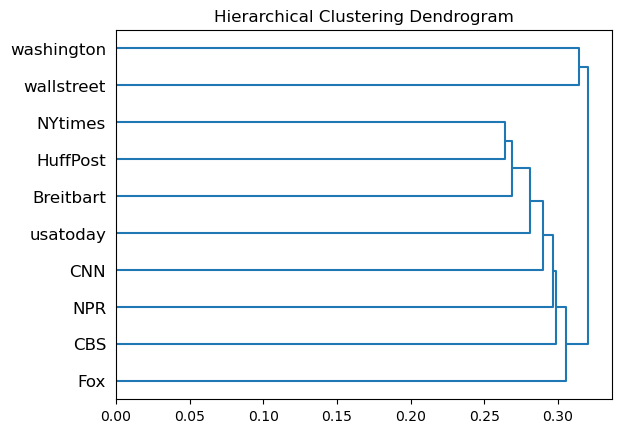 Hierarchical Clustering Dendrogram
washington
wallstreet
NYtimes
HuffPost
Breitbart
usatoday
CNN
NPR
CBS
Fox
0.00 0.05 0.10 0.15 0.20 0.25 0.30